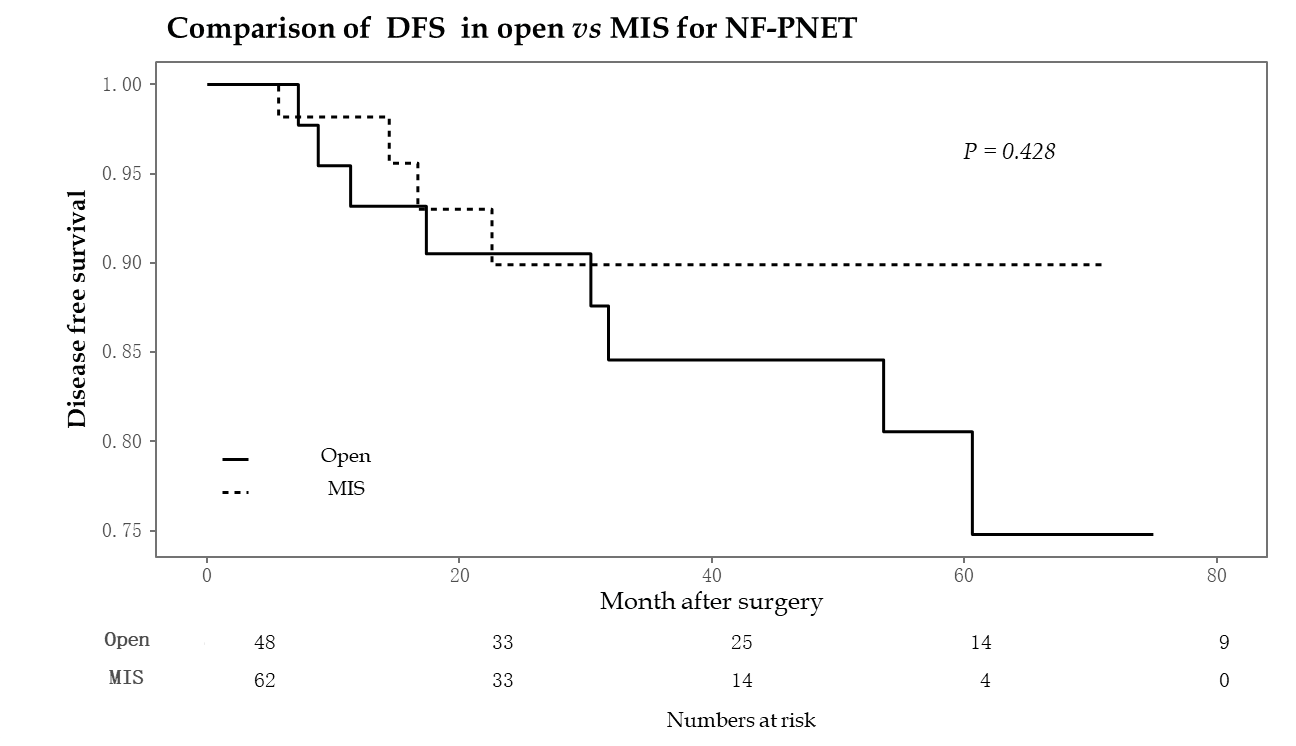 Comparison of DFS in open vs MIS for NF-PNET
1.00
0.95
0.90
0.85
0.80
0.75
Disease free survival
P = 0.428
Open
MIS
0 20 40 60 80
Month after surgery
Open 48 33 25 14 9
MIS 62 33 14 4 0
Numbers at risk